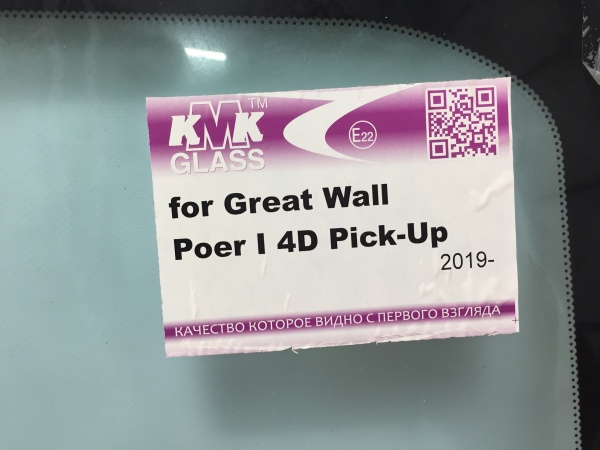 KMK TM
GLASS
E22
for Great Wall
Poer I 4D Pick-Up
2019-
КАЧЕСТВО КОТОРОЕ ВИДНО С ПЕРВОГО ВЗГЛЯДА